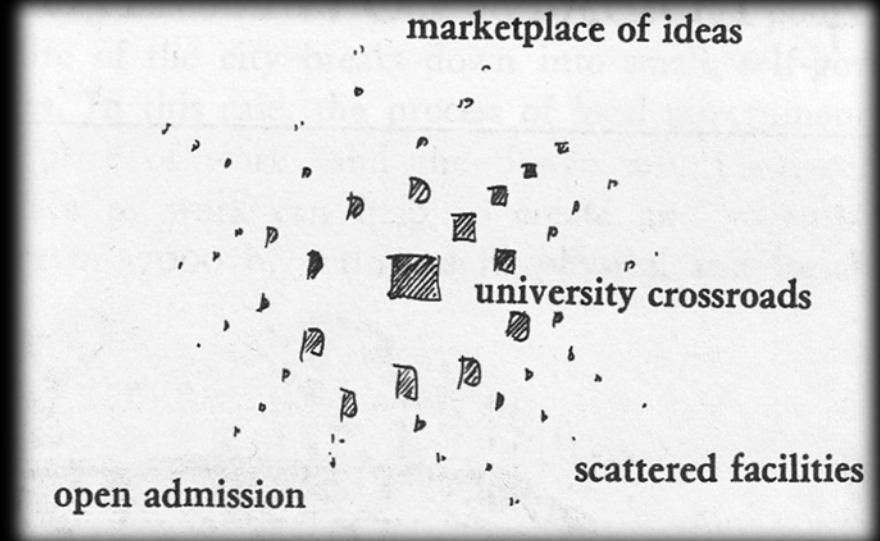 marketplace of ideas
university crossroads
scattered facilities
open admission